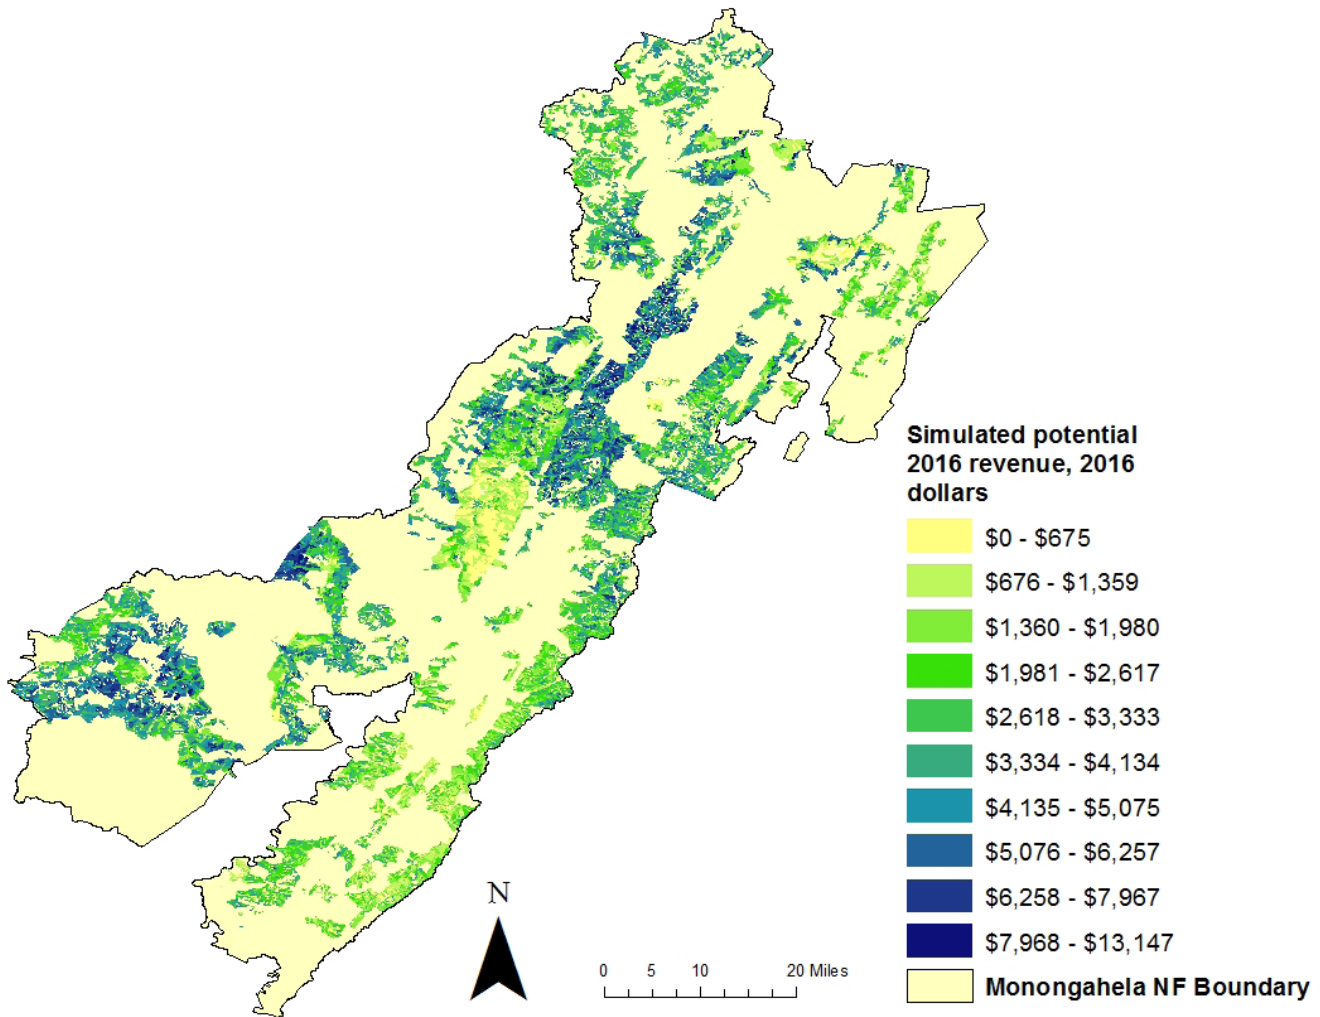 Simulated potential
2016 revenue, 2016
dollars
$0 - $675
$676 - $1,359
$1,360 - $1,980
$1,981 - $2,617
$2,618 - $3,333
$3,334 - $4,134
$4,135 - $5,075
$5,076 - $6,257
$6,258 - $7,967
$7,968 - $13,147
Monongahela NF Boundary
N
0 5 10 20 Miles